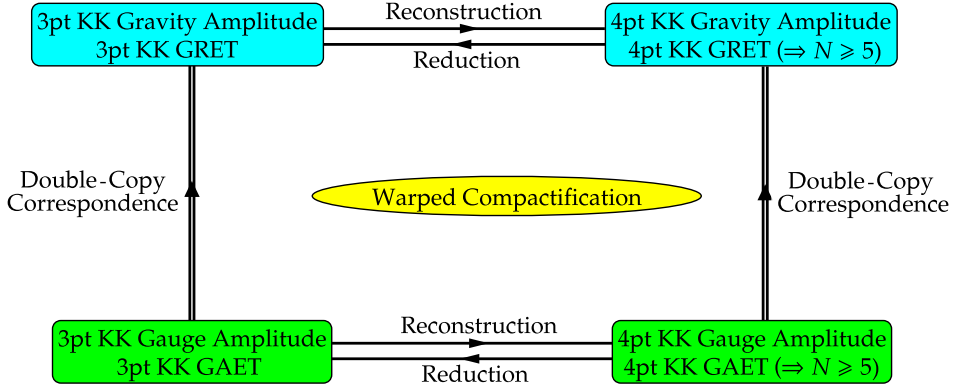 3pt KK Gravity Amplitude
3pt KK GRET
Reconstruction
Reduction
4pt KK Gravity Amplitude
4pt KK GRET (⇒ N ⩾ 5)
Double-Copy
Correspondence
Warped Compactification
Double-Copy
Correspondence
3pt KK Gauge Amplitude
3pt KK GAET
Reconstruction
Reduction
4pt KK Gauge Amplitude
4pt KK GAET (⇒ N ⩾ 5)